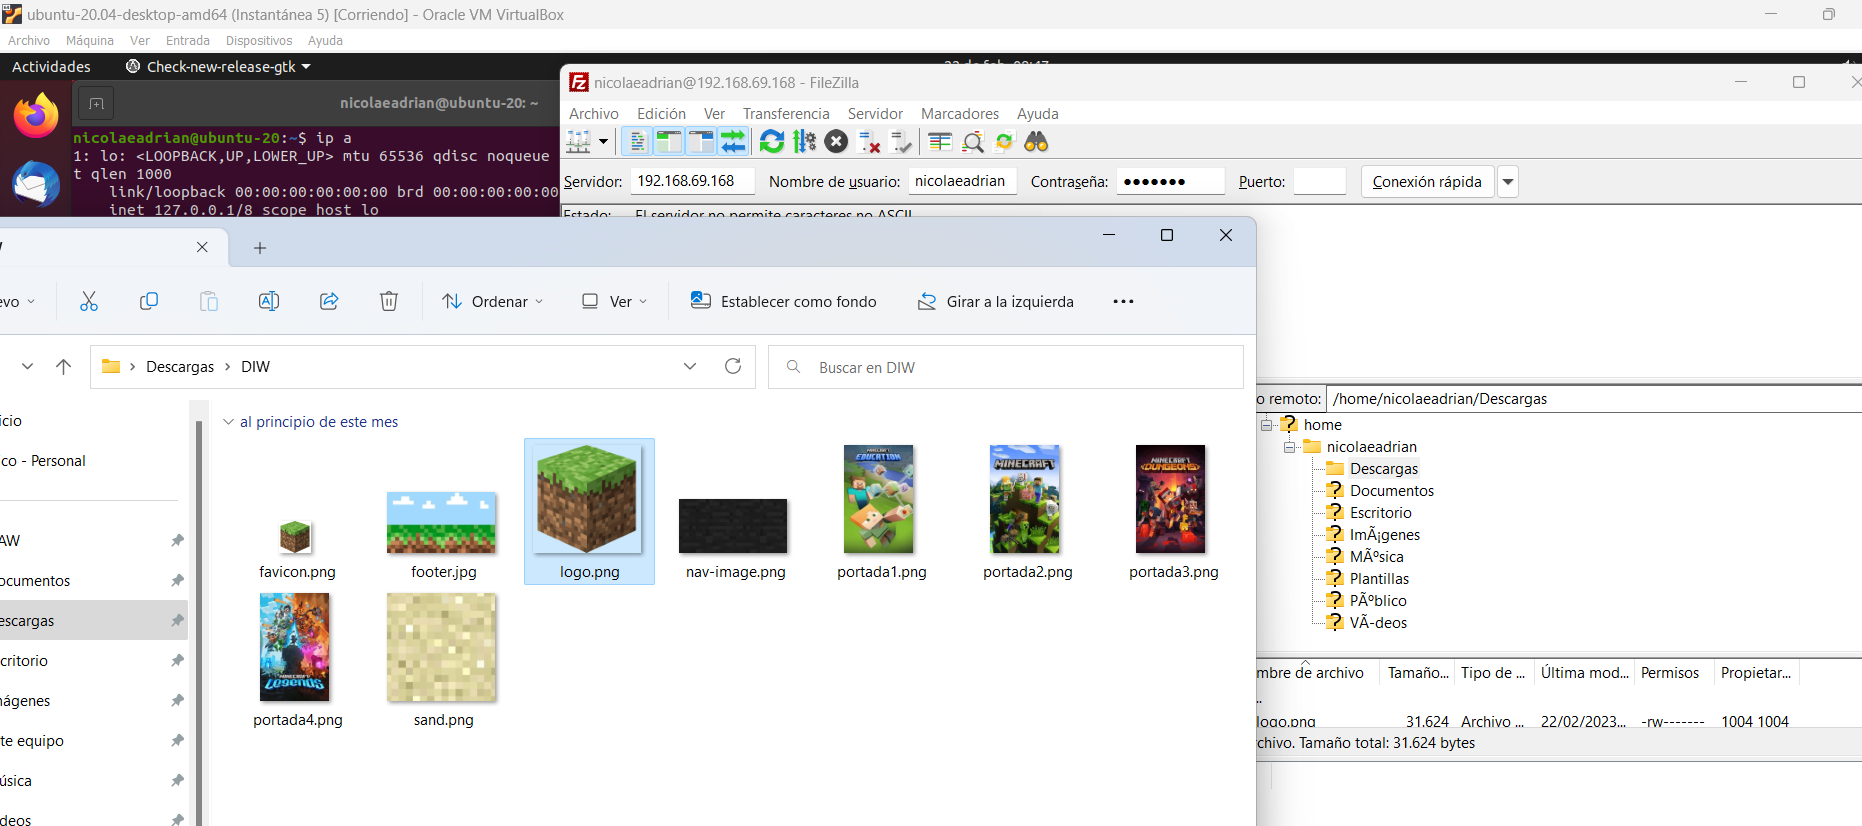 ubuntu-20.04-desktop-amd64 (Instantánea 5) [Corriendo] - Oracle VM VirtualBox
Archivo Máquina Ver Entrada Dispositivos Ayuda
Actividades Check-new-release-gtk
nicolaeadrian@ubuntu-20: ~
nicolaeadrian@ubuntu-20:~$ ip a
1: lo: <LOOPBACK,UP,LOWER_UP> mtu 65536 qdisc noqueue
t qlen 1000
link/loopback 00:00:00:00:00:00 brd 00:00:00:00:00
inet 127.0.0.1/8 scope host lo
nicolaeadrian@192.168.69.168 - FileZilla
Archivo Edición Ver Transferencia Servidor Marcadores Ayuda
Servidor: 192.168.69.168 Nombre de usuario: nicolaeadrian Contraseña: ●●●●●●● Puerto: Conexión rápida
Estado: El servidor no permite caracteres no ASCII.
evo Ordenar Ver Establecer como fondo Girar a la izquierda
Descargas > DIW
Buscar en DIW
icio
co - Personal
AW
ocumentos
escargas
critorio
nágenes
te equipo
úsica
deos
al principio de este mes
favicon.png footer.jpg logo.png nav-image.png portada1.png portada2.png portada3.png
portada4.png sand.png
MINECRAFT EDUCATION
MINECRAFT
MINECRAFT DUNGEONS
MINECRAFT LEGENDS
o remoto: /home/nicolaeadrian/Descargas
home
nicolaeadrian
Descargas
Documentos
Escritorio
ImÃ¡genes
MÃºsica
Plantillas
PÃºblico
VÃ-deos
mbre de archivo Tamaño... Tipo de ... Última mod... Permisos Propietar...
..
logo.png 31.624 Archivo ... 22/02/2023... -rw------- 1004 1004
chivo. Tamaño total: 31.624 bytes